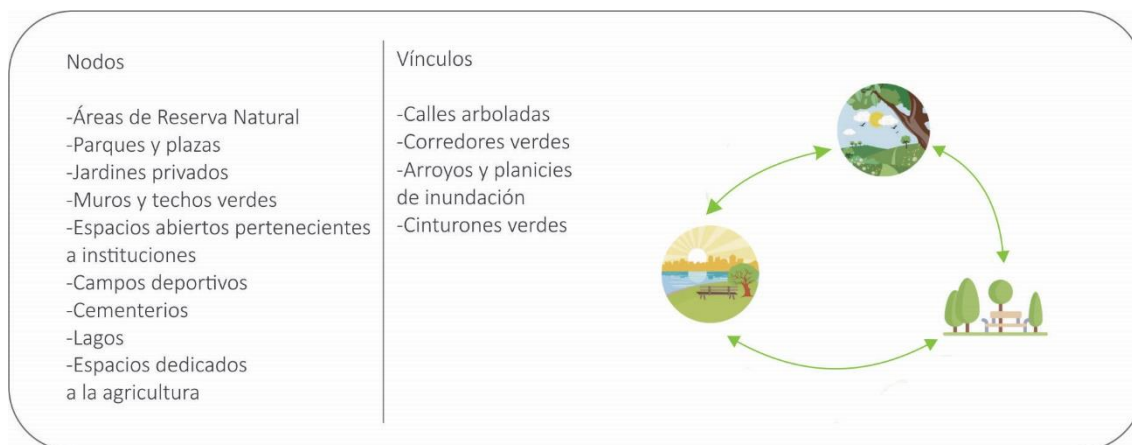 Nodos
-Áreas de Reserva Natural
-Parques y plazas
-Jardines privados
-Muros y techos verdes
-Espacios abiertos pertenecientes
a instituciones
-Campos deportivos
-Cementerios
-Lagos
-Espacios dedicados
a la agricultura
Vínculos
-Calles arboladas
-Corredores verdes
-Arroyos y planicies
de inundación
-Cinturones verdes